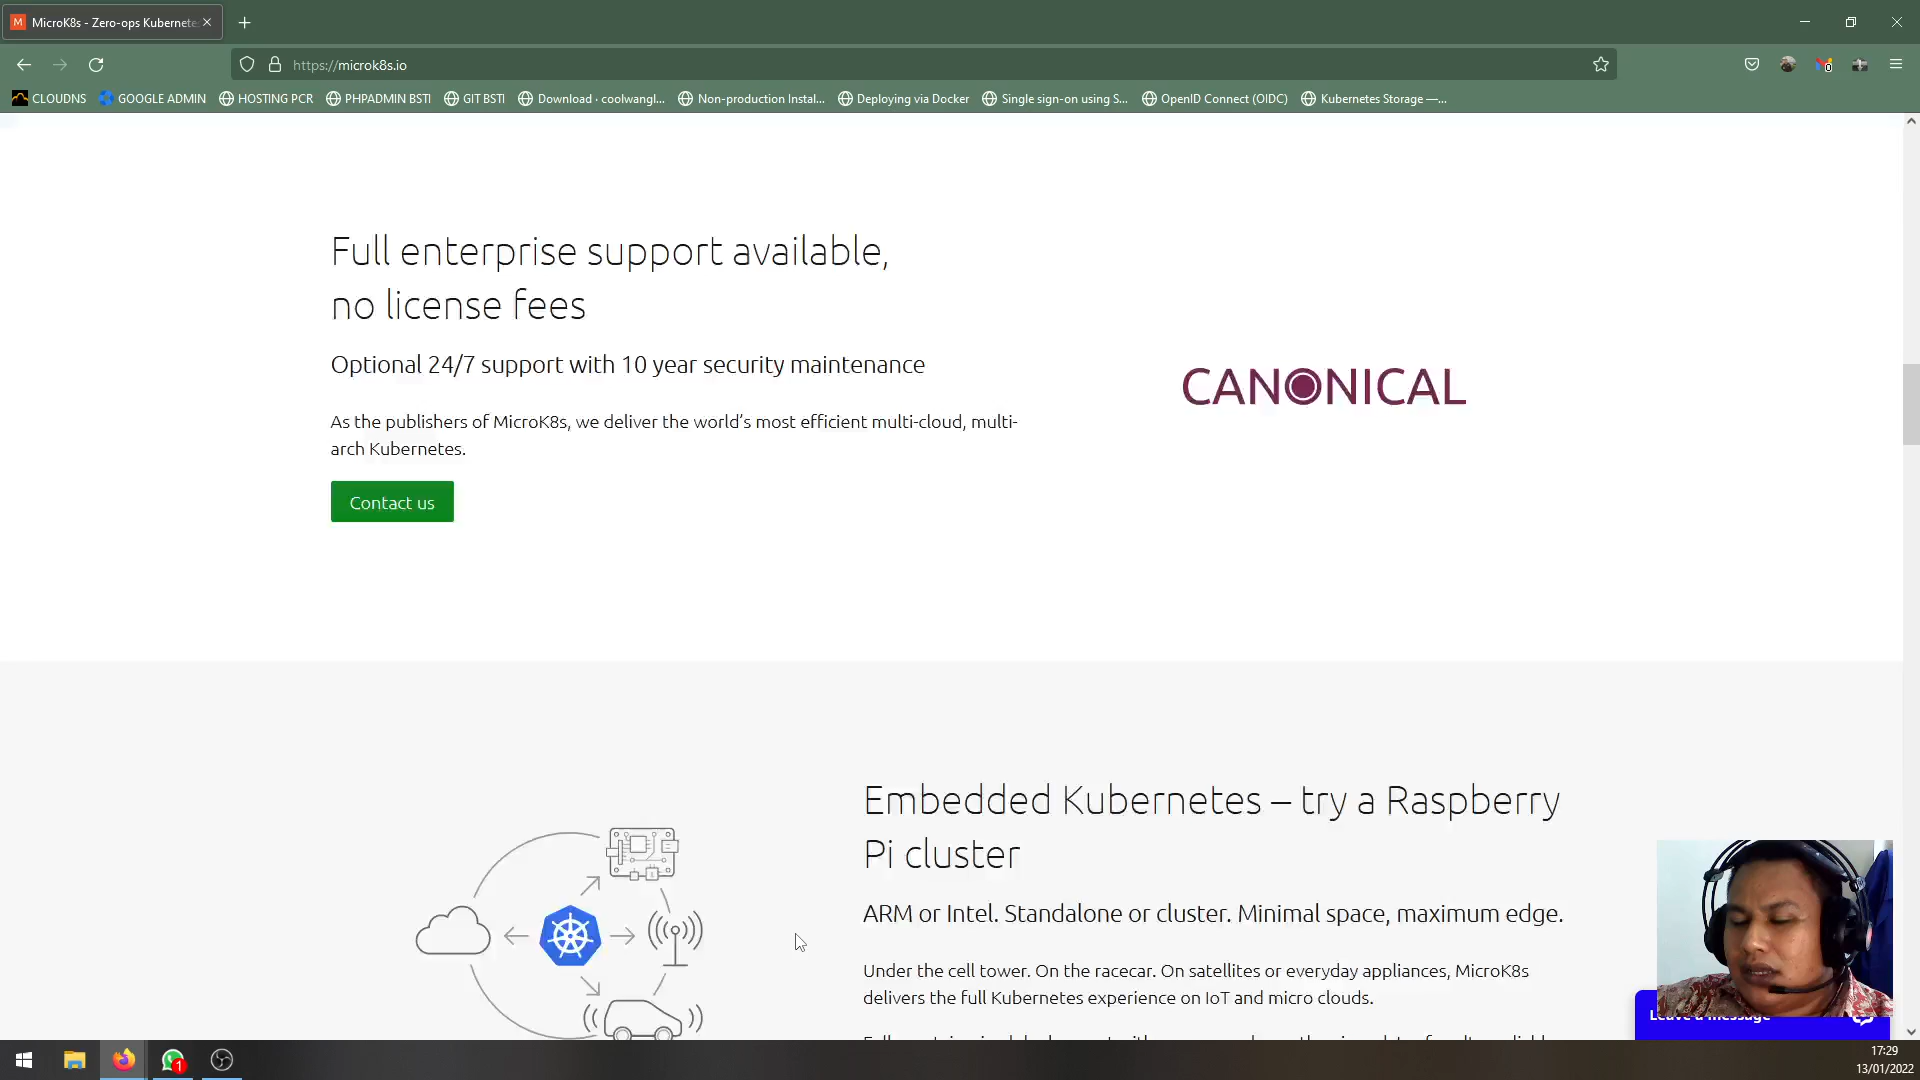 MicroK8s - Zero-ops Kubernete
https://microk8s.io
CLOUDNS
GOOGLE ADMIN
HOSTING PCR
PHPADMIN BSTI
GIT BSTI
Download · coolwangl...
Non-production Instal...
Deploying via Docker
Single sign-on using S...
OpenID Connect (OIDC)
Kubernetes Storage —...
Full enterprise support available,
no license fees
Optional 24/7 support with 10 year security maintenance
As the publishers of MicroK8s, we deliver the world’s most efficient multi-cloud, multi-
arch Kubernetes.
Contact us
CANONICAL
Embedded Kubernetes – try a Raspberry
Pi cluster
ARM or Intel. Standalone or cluster. Minimal space, maximum edge.
Under the cell tower. On the racecar. On satellites or everyday appliances, MicroK8s
delivers the full Kubernetes experience on IoT and micro clouds.
Leave a message
17:29
13/01/2022